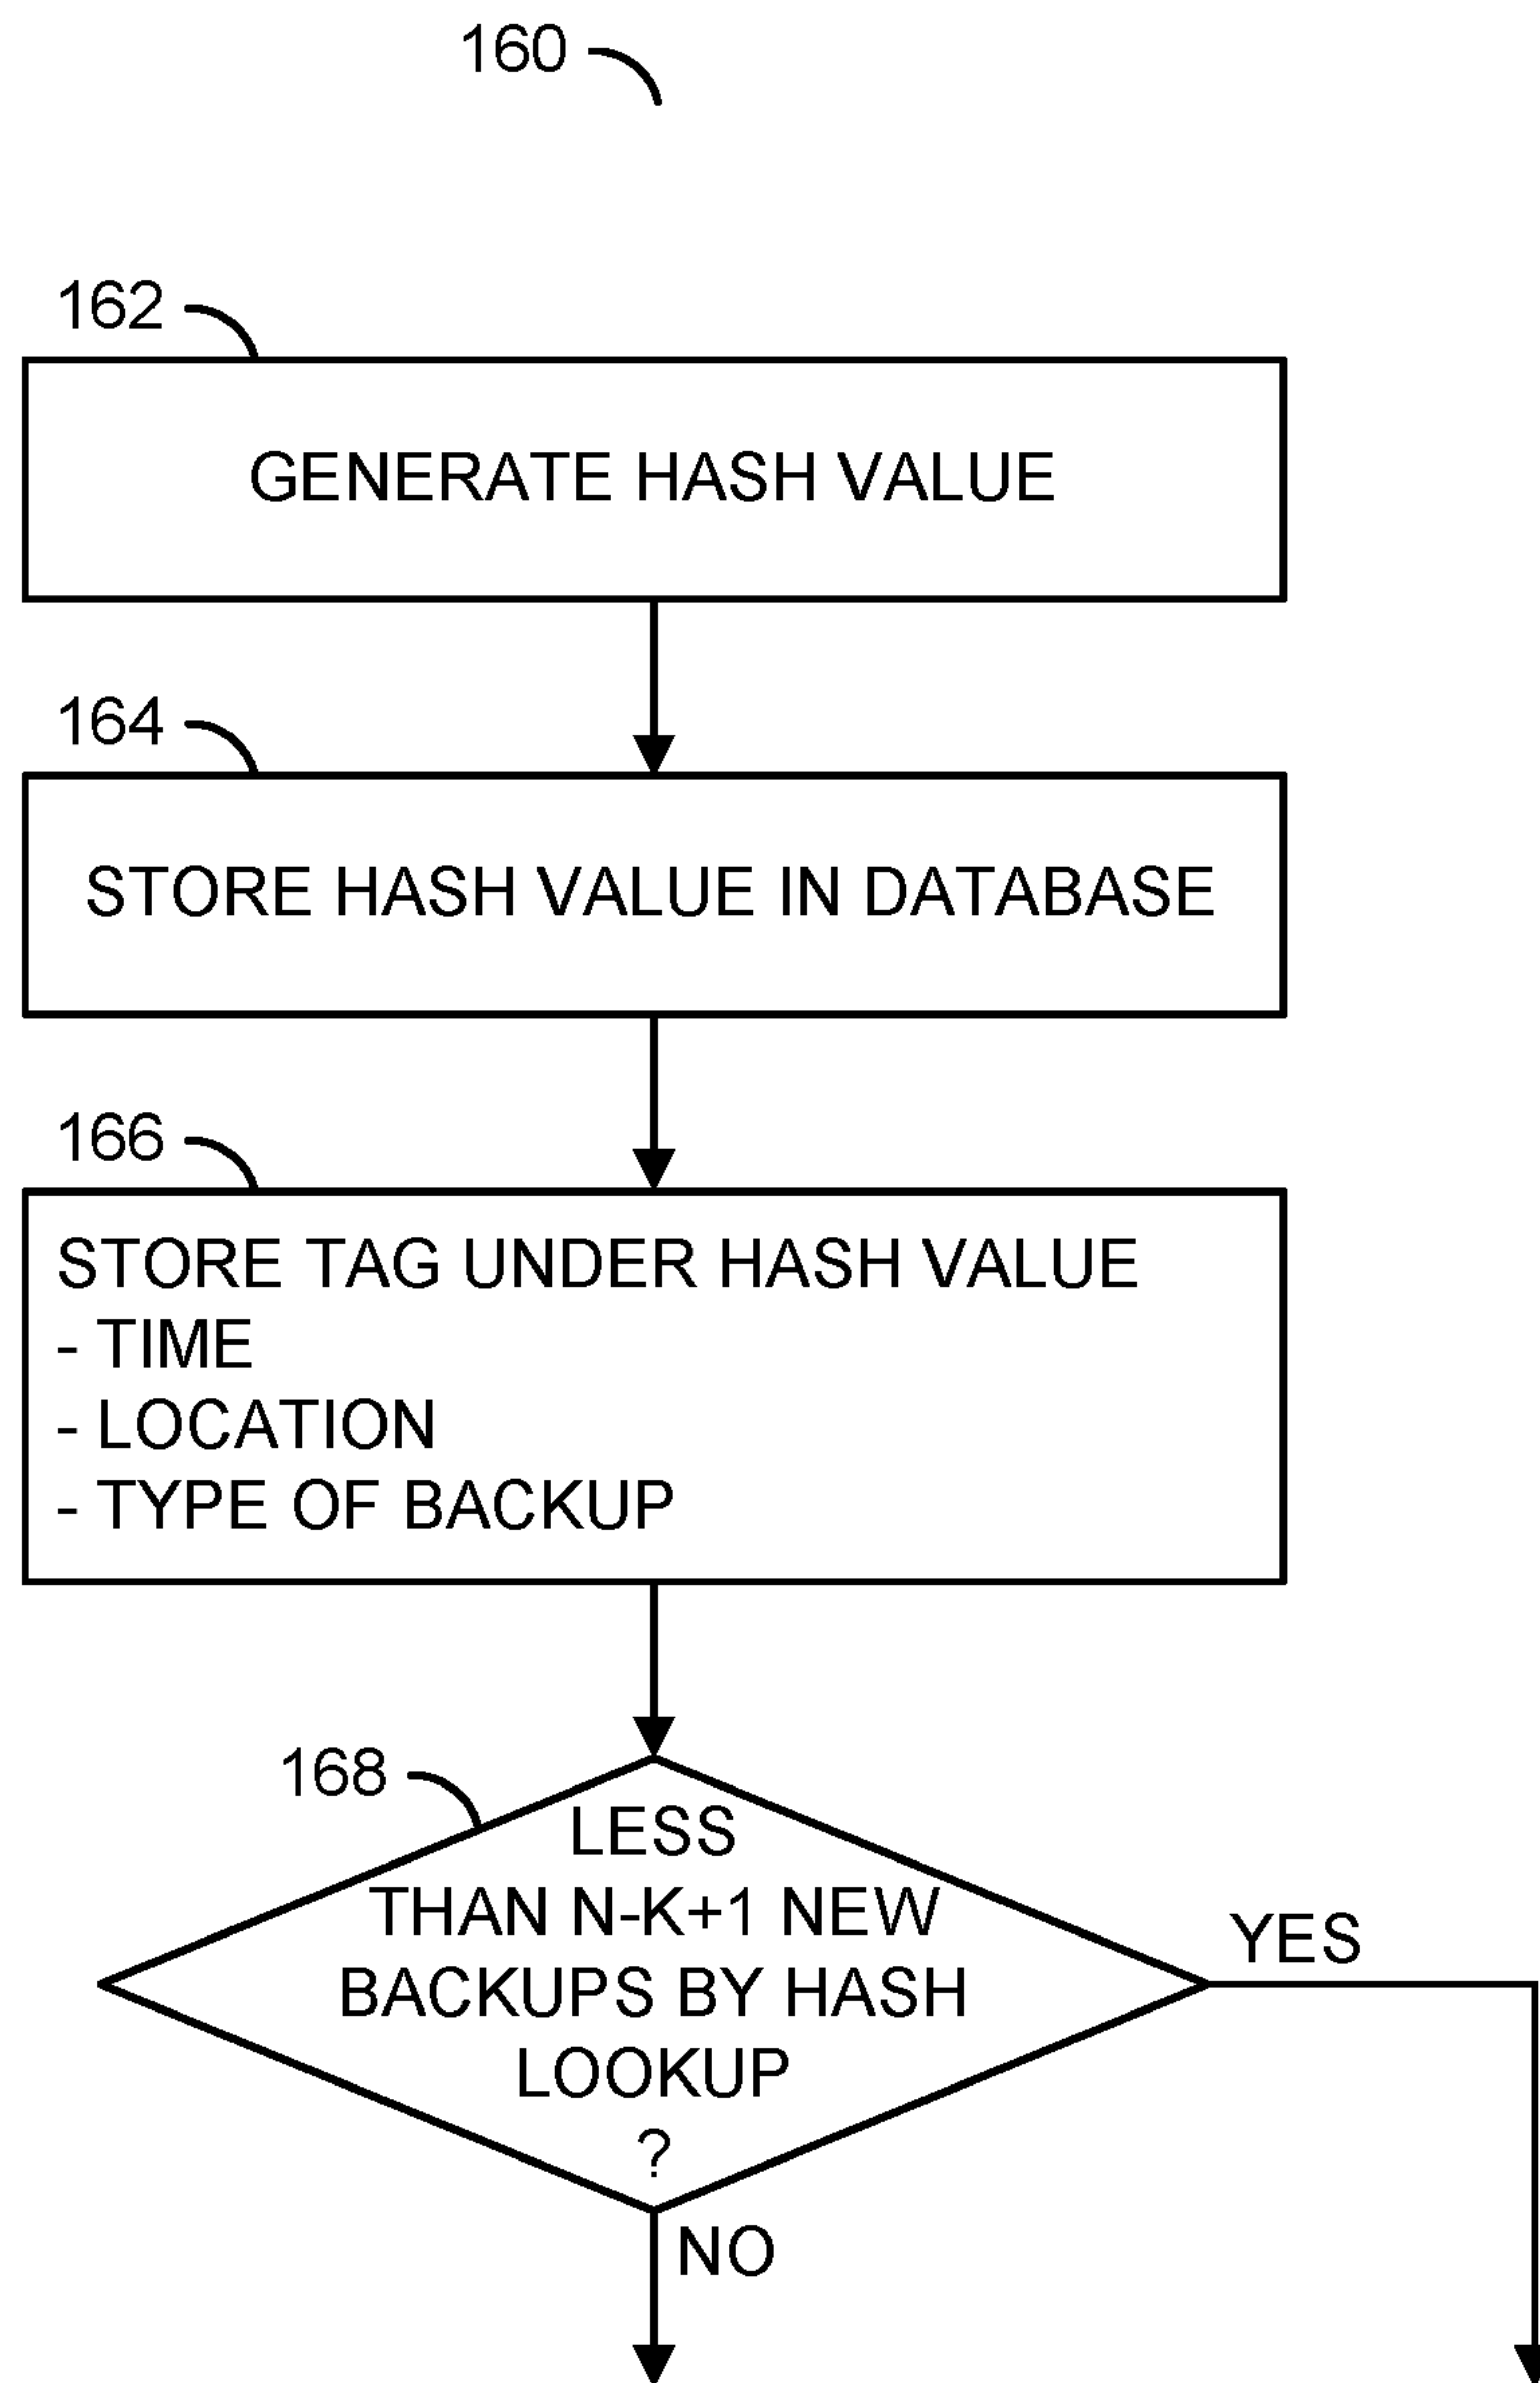 160
162
GENERATE HASH VALUE
164
STORE HASH VALUE IN DATABASE
166
STORE TAG UNDER HASH VALUE
- TIME
- LOCATION
- TYPE OF BACKUP
168
LESS
THAN N-K+1 NEW
BACKUPS BY HASH
LOOKUP
?
YES
NO